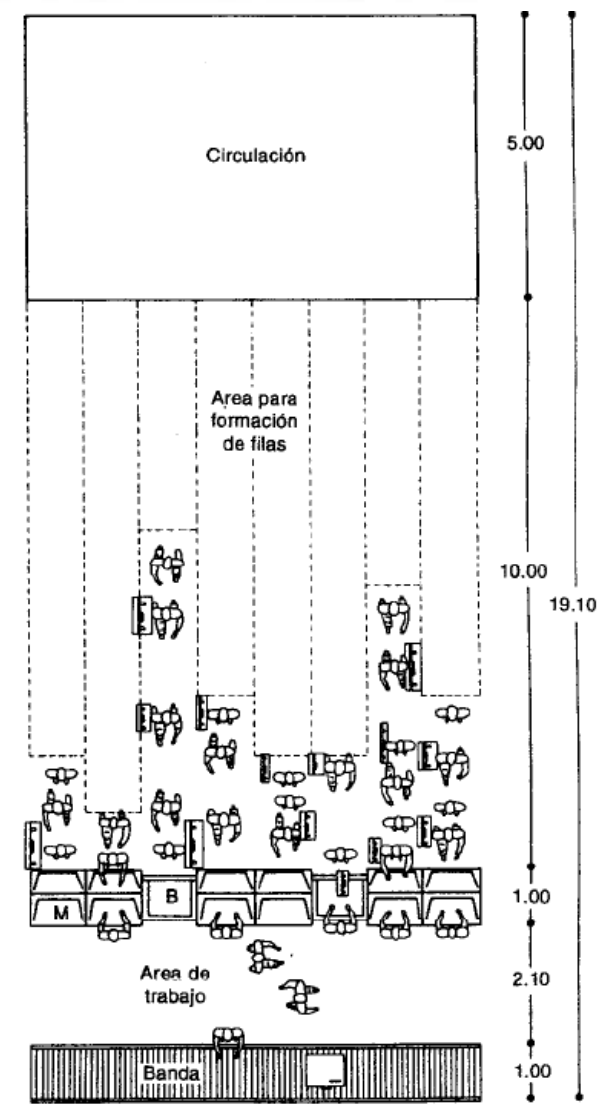 Circulación
5.00
Area para
formación
de filas
10.00
19.10
B
M
1.00
Area de
trabajo
2.10
Banda
1.00